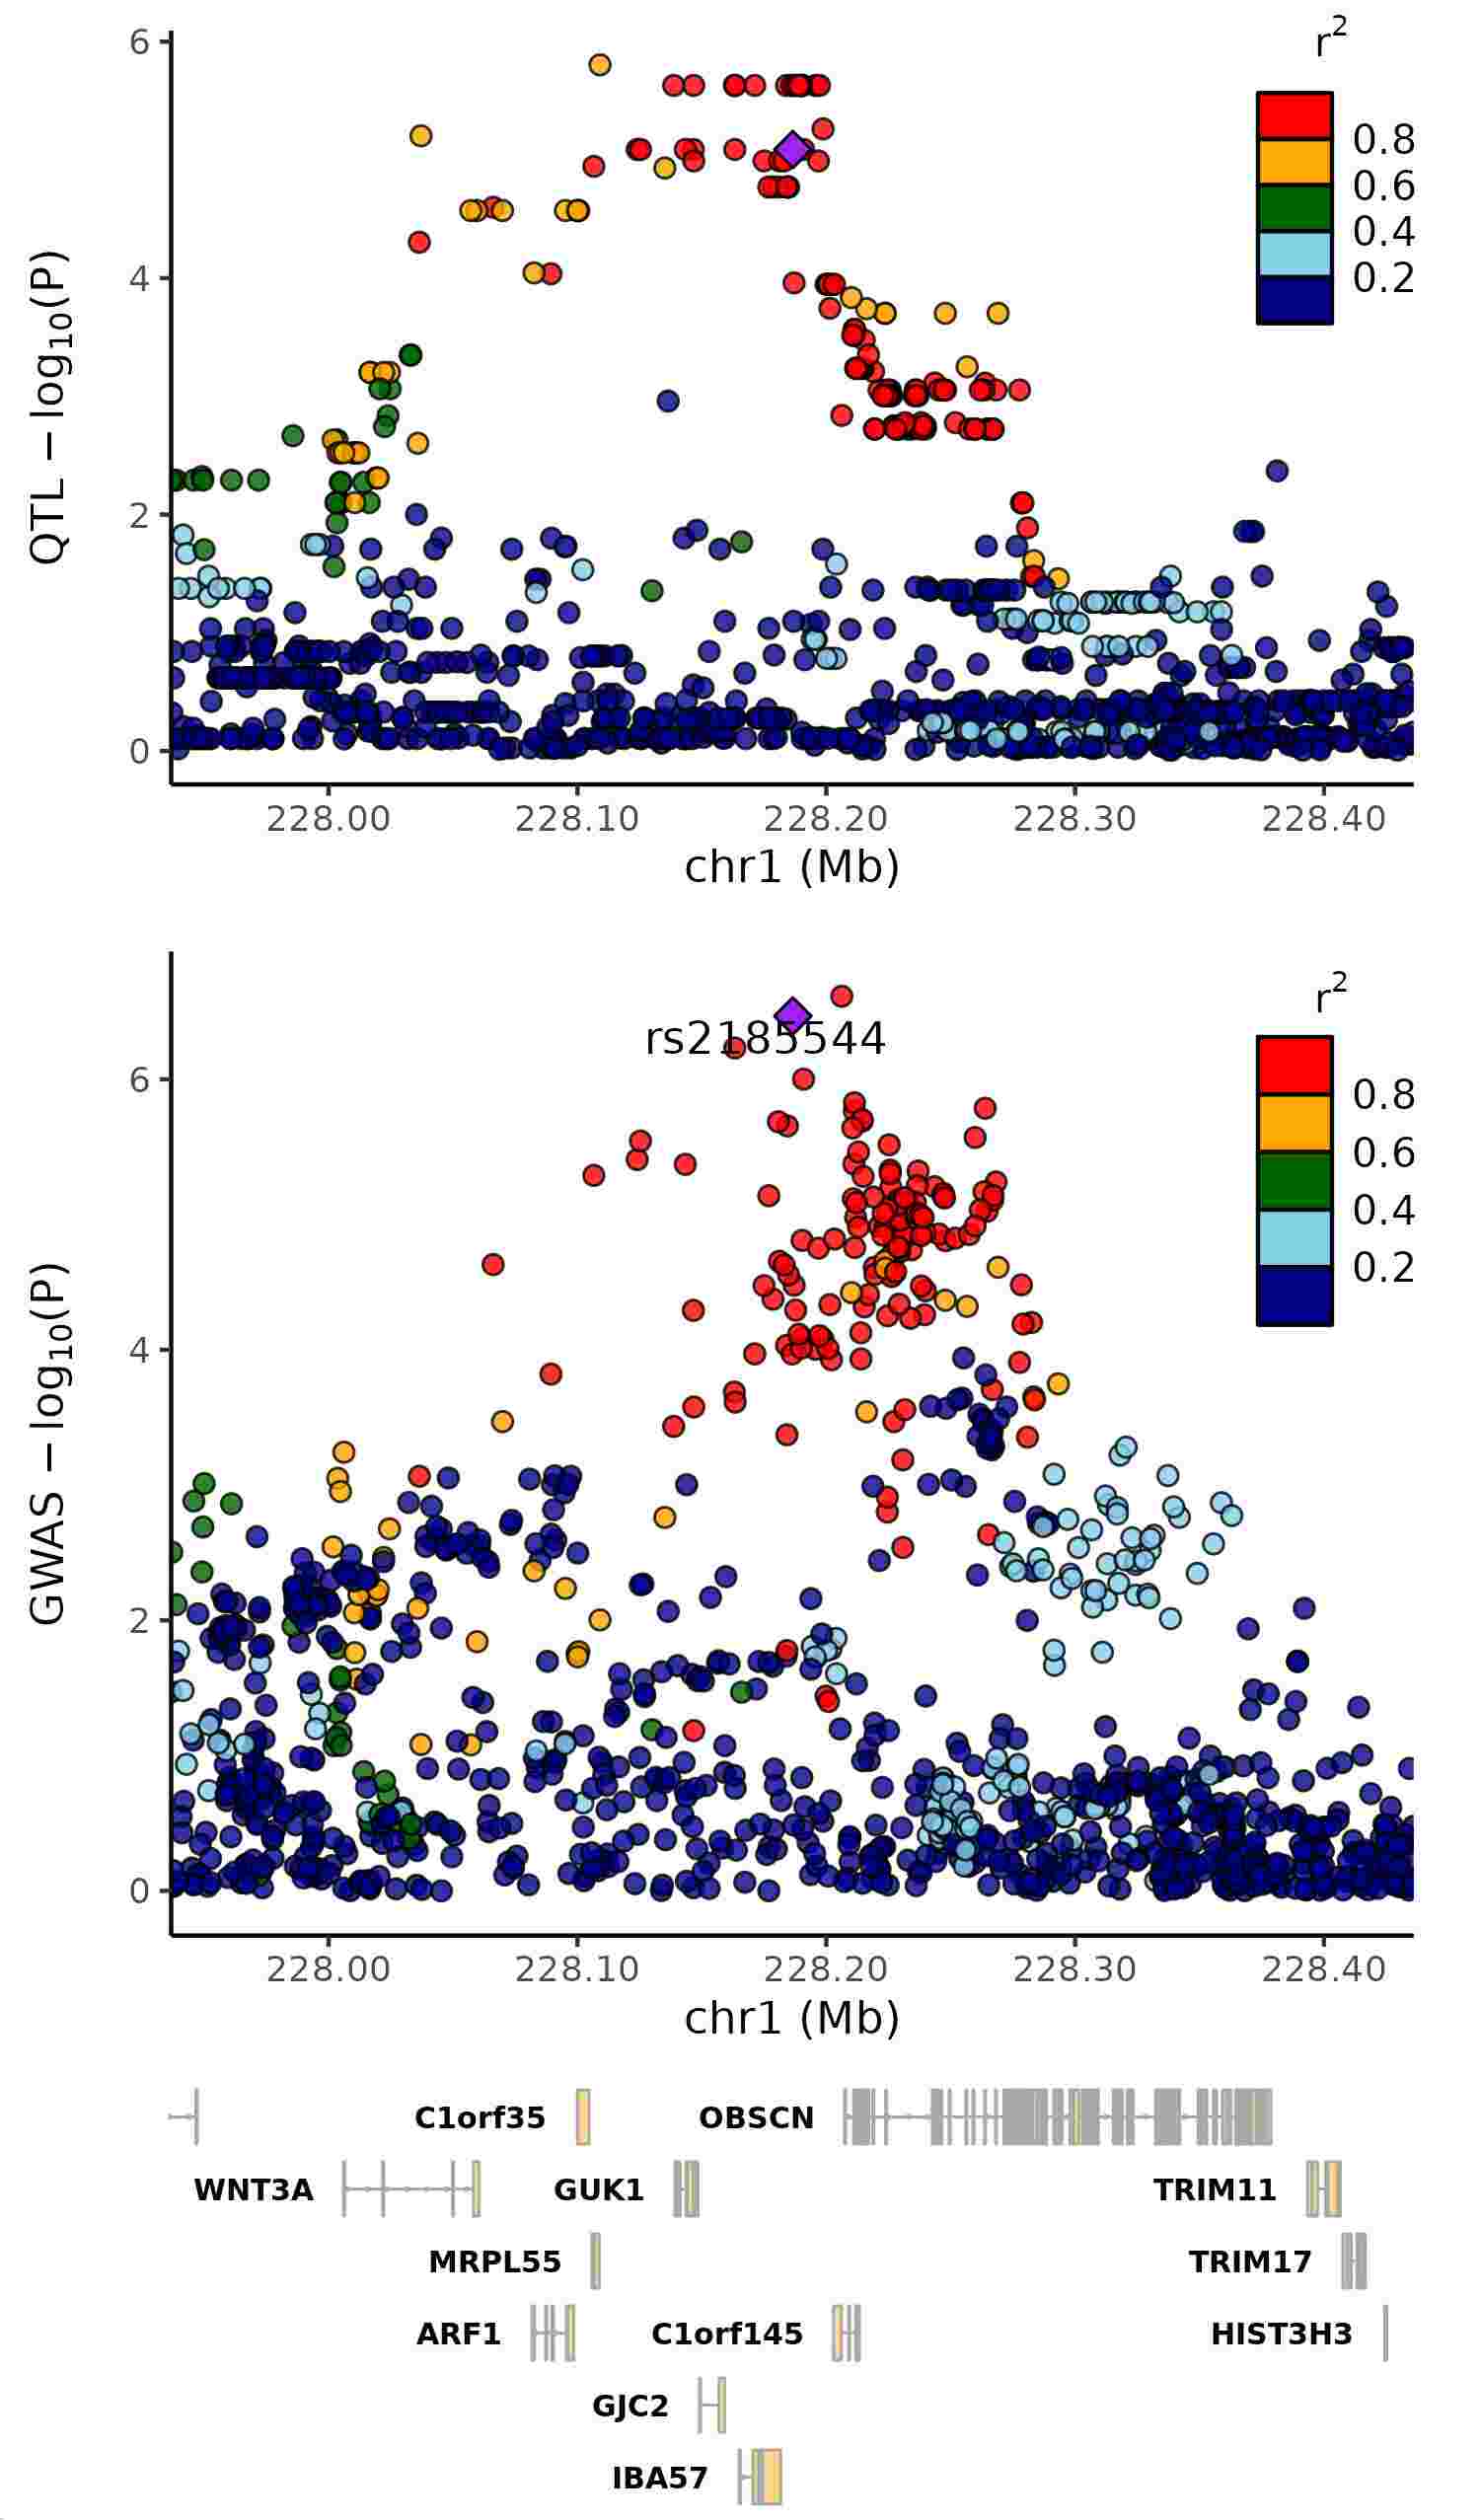 r2
6
0.8
0.6
0.4
0.2
4
2
0
QTL − log10(P)
228.00 228.10 228.20 228.30 228.40
chr1 (Mb)
r2
rs2185544
6
0.8
0.6
0.4
0.2
4
2
0
GWAS − log10(P)
228.00 228.10 228.20 228.30 228.40
chr1 (Mb)
C1orf35 OBSCN
WNT3A GUK1 TRIM11
MRPL55 TRIM17
ARF1 C1orf145 HIST3H3
GJC2
IBA57